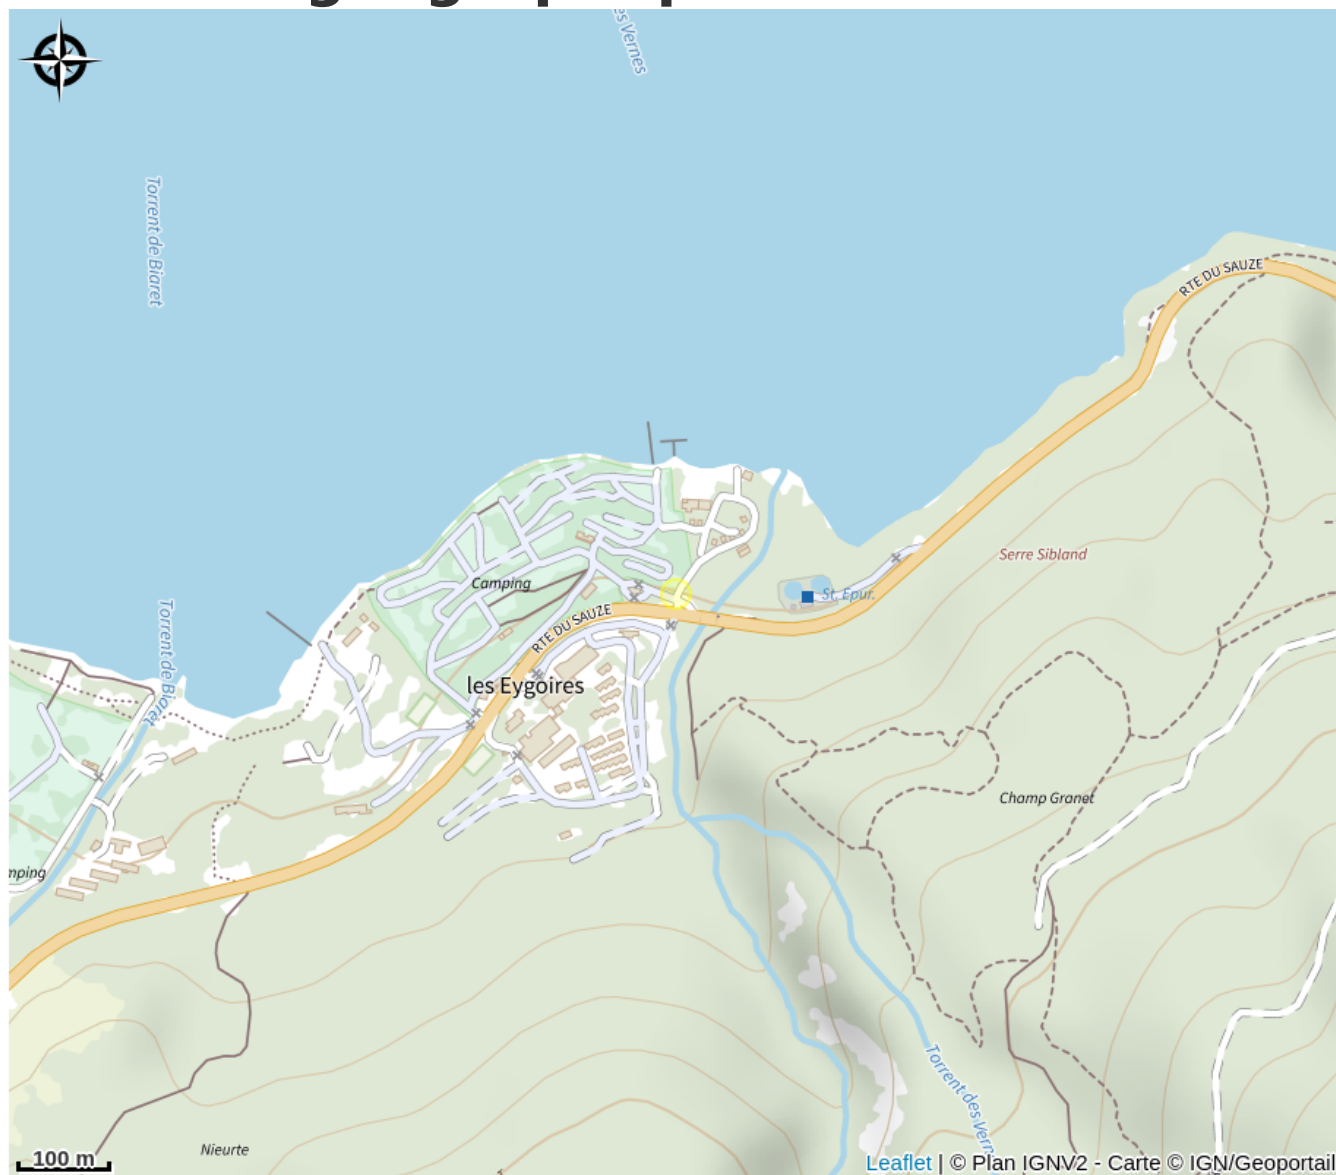 es Vernes
Torrent de Biaret
RTE DU SAUZE
Serre Sibland
Camping
St. Epur.
RTE DU SAUZE
les Eygoires
Torrent de Biaret
Champ Granet
mping
Torrent des Vern
Nieurte
100 m
Leaflet | © Plan IGNV2 - Carte © IGN/Geoportail